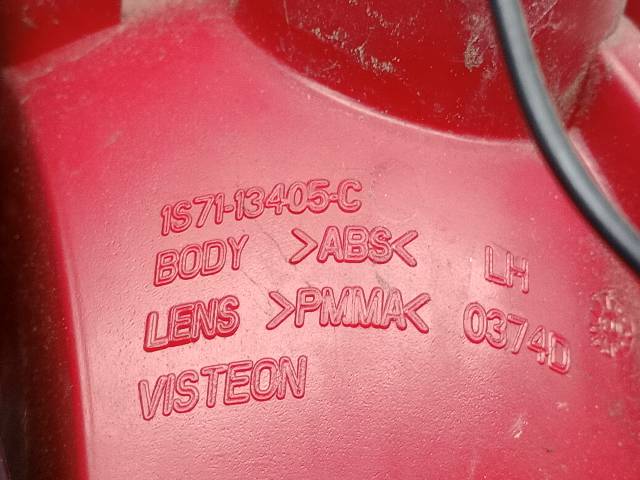 1S71-13405-C
BODY >ABS<
LH
LENS >PMMA<
0374D
VISTEON